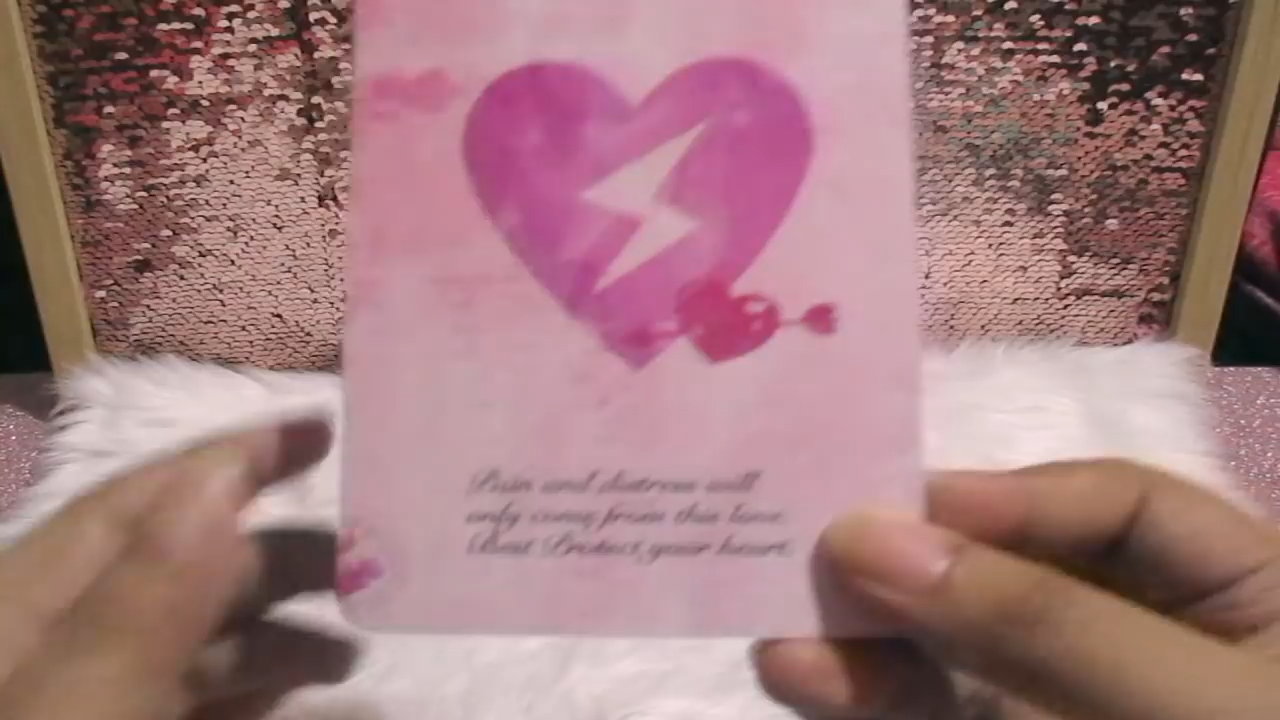 Pain and distress will
only come from this love.
Best Protect your heart.